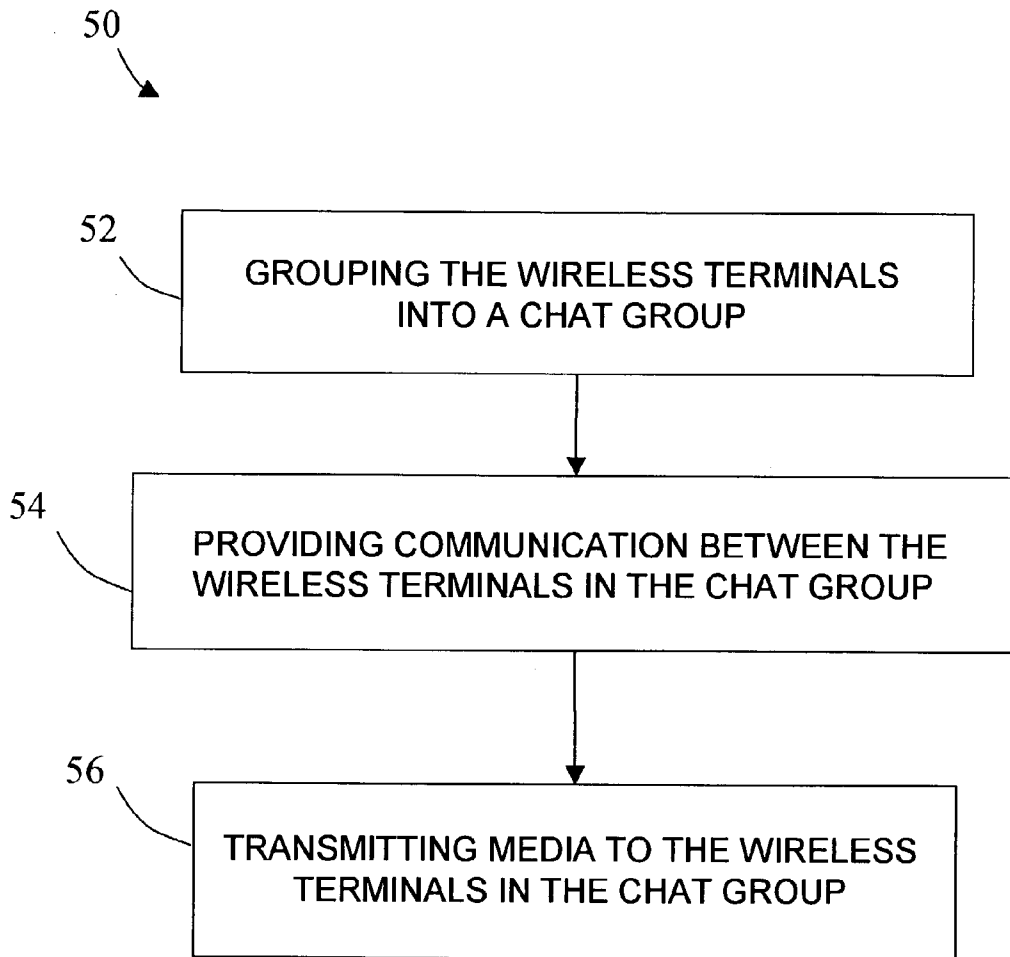 50
52
GROUPING THE WIRELESS TERMINALS
INTO A CHAT GROUP
54
PROVIDING COMMUNICATION BETWEEN THE
WIRELESS TERMINALS IN THE CHAT GROUP
56
TRANSMITTING MEDIA TO THE WIRELESS
TERMINALS IN THE CHAT GROUP